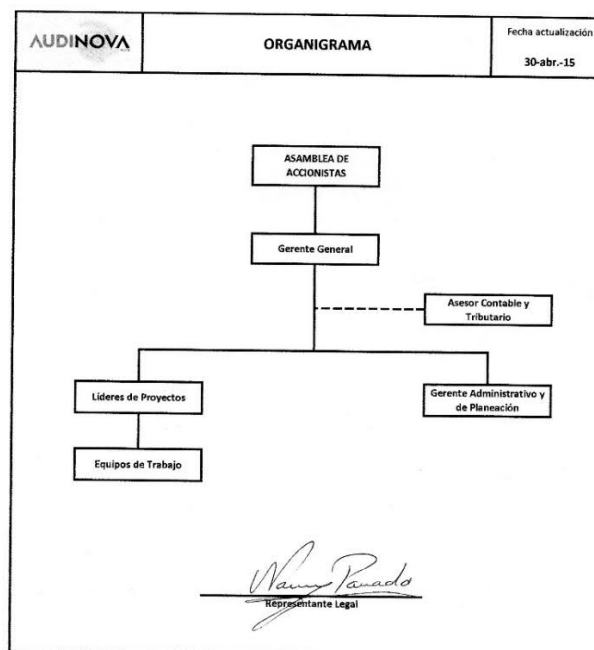 AUDINOVA
ORGANIGRAMA
Fecha actualización
30-abr.-15
ASAMBLEA DE
ACCIONISTAS
Gerente General
Asesor Contable y
Tributario
Líderes de Proyectos
Gerente Administrativo y
de Planeación
Equipos de Trabajo
Representante Legal